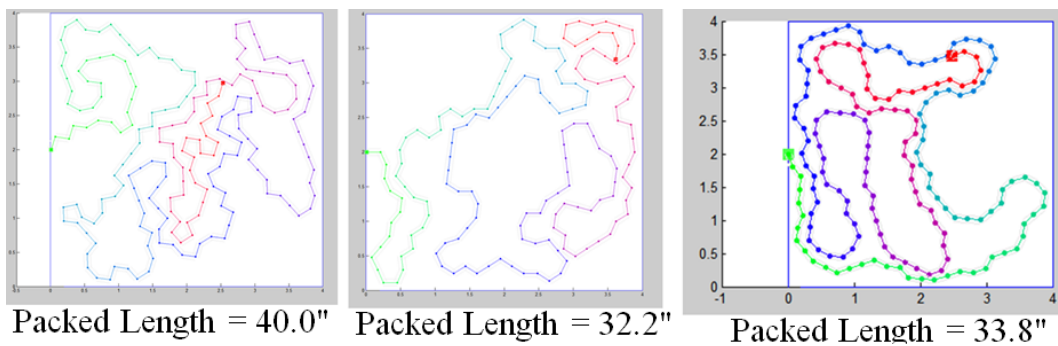 4
3.5
3
2.5
2
1.5
1
0.5
0
-1 0 1 2 3 4
Packed Length = 40.0"
Packed Length = 32.2"
Packed Length = 33.8"